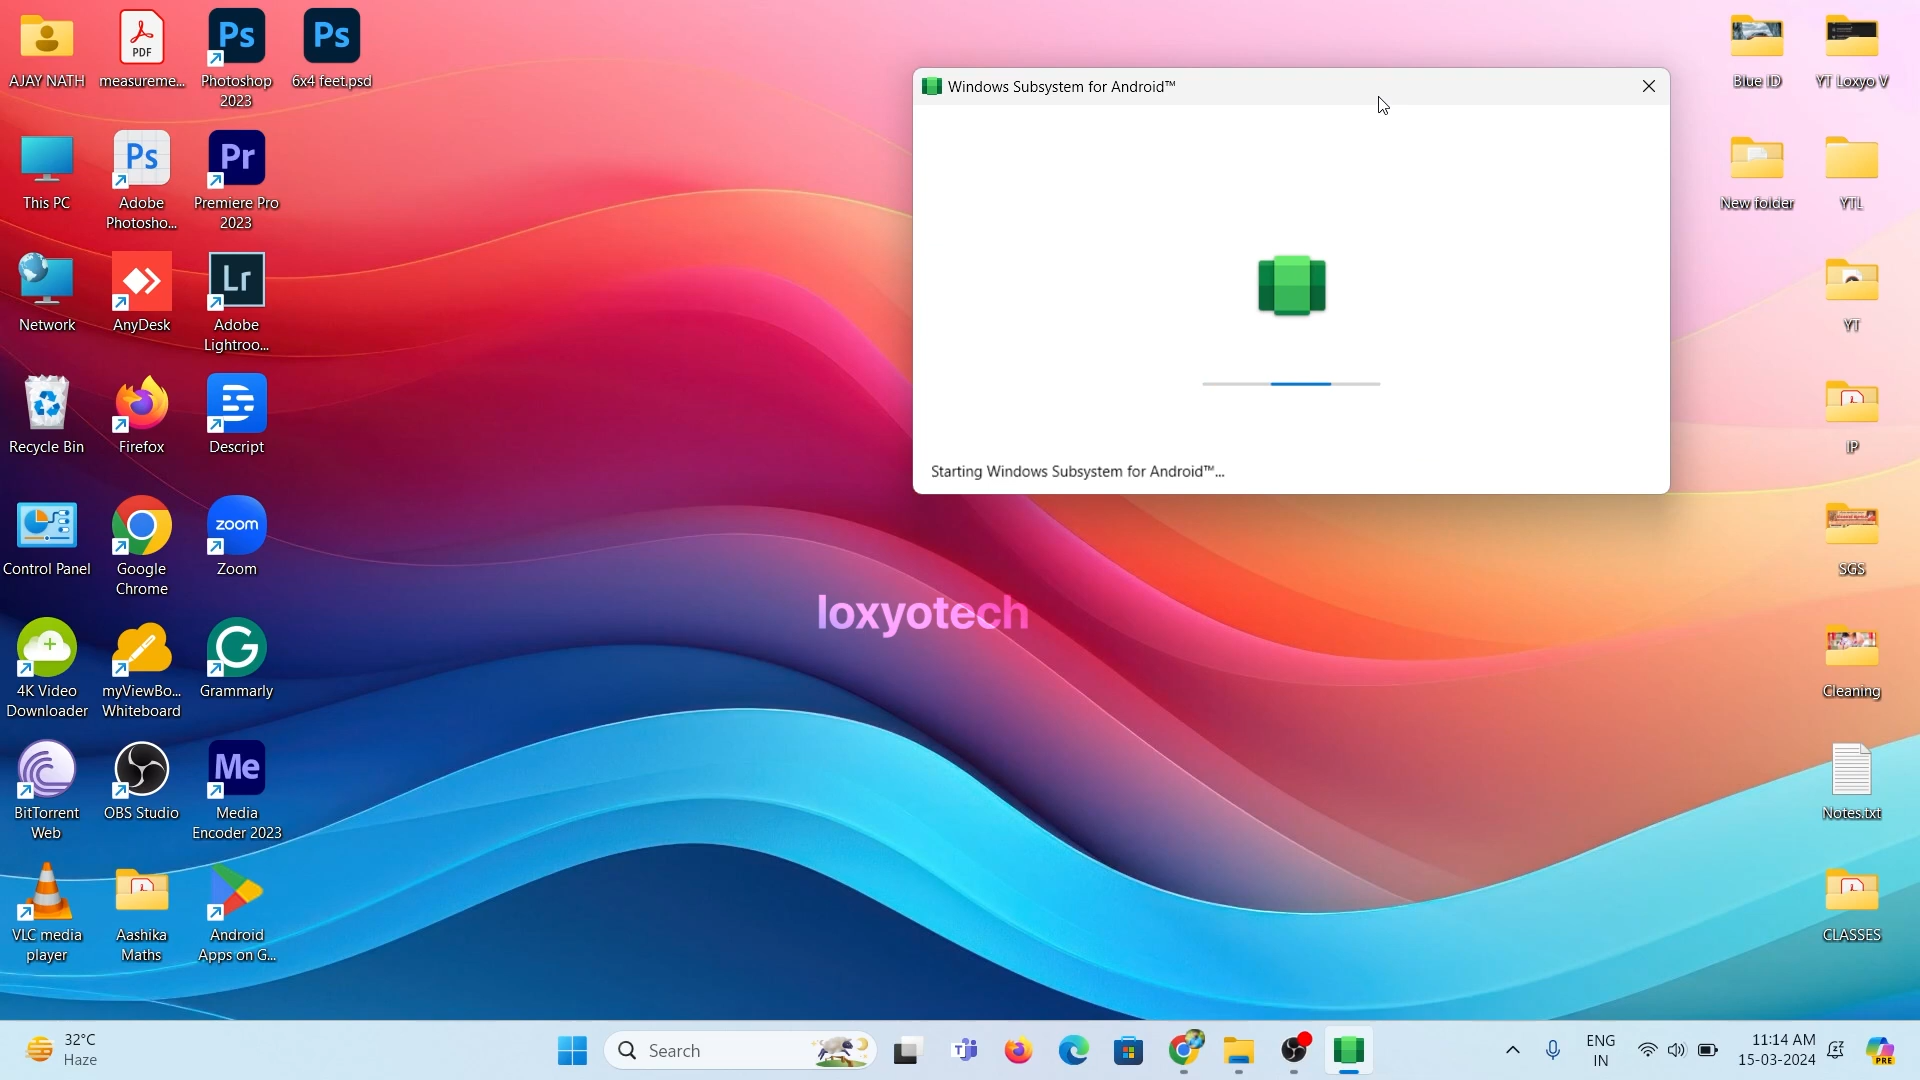 AJAY NATH
PDF
measureme...
Ps
Photoshop
2023
Ps
6x4 feet.psd
This PC
Ps
Adobe
Photosho...
Pr
Premiere Pro
2023
Network
AnyDesk
Lr
Adobe
Lightroo...
Recycle Bin
Firefox
Descript
Control Panel
Google
Chrome
zoom
Zoom
4K Video
Downloader
myViewBo...
Whiteboard
Grammarly
BitTorrent
Web
OBS Studio
Me
Media
Encoder 2023
VLC media
player
Aashika
Maths
Android
Apps on G...
Windows Subsystem for Android™
Starting Windows Subsystem for Android™...
loxyotech
Blue ID
YT Loxyo V
New folder
YTL
YT
IP
SGS
Cleaning
Notes.txt
CLASSES
32°C
Haze
Search
ENG
IN
11:14 AM
15-03-2024
PRE